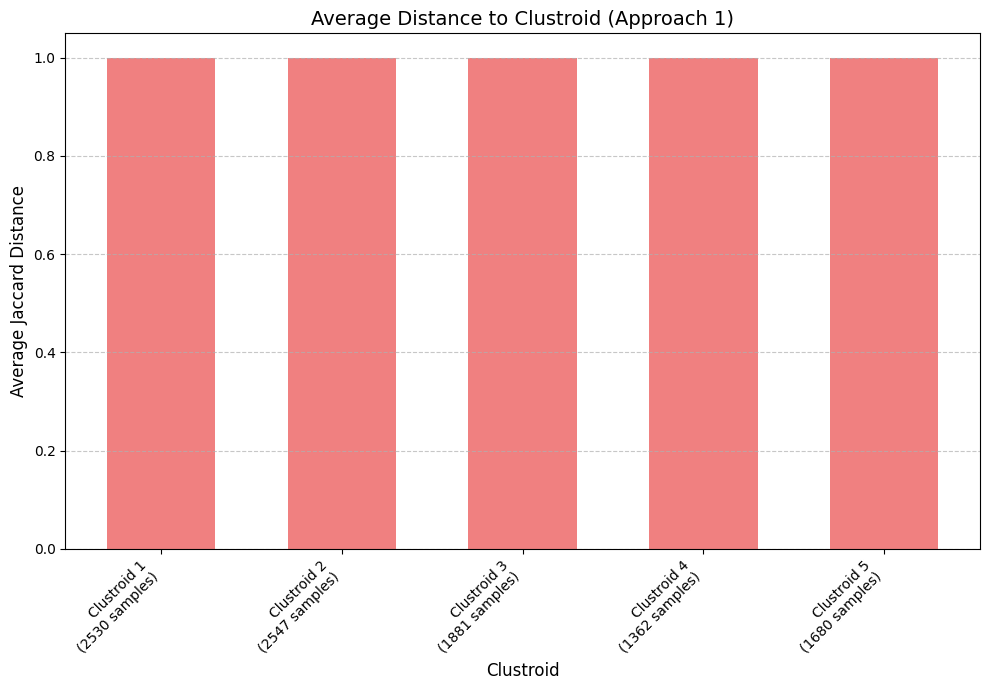 Average Distance to Clustroid (Approach 1)
Average Jaccard Distance
1.0
0.8
0.6
0.4
0.2
0.0
Clustroid 1
(2530 samples)
Clustroid 2
(2547 samples)
Clustroid 3
(1881 samples)
Clustroid 4
(1362 samples)
Clustroid 5
(1680 samples)
Clustroid